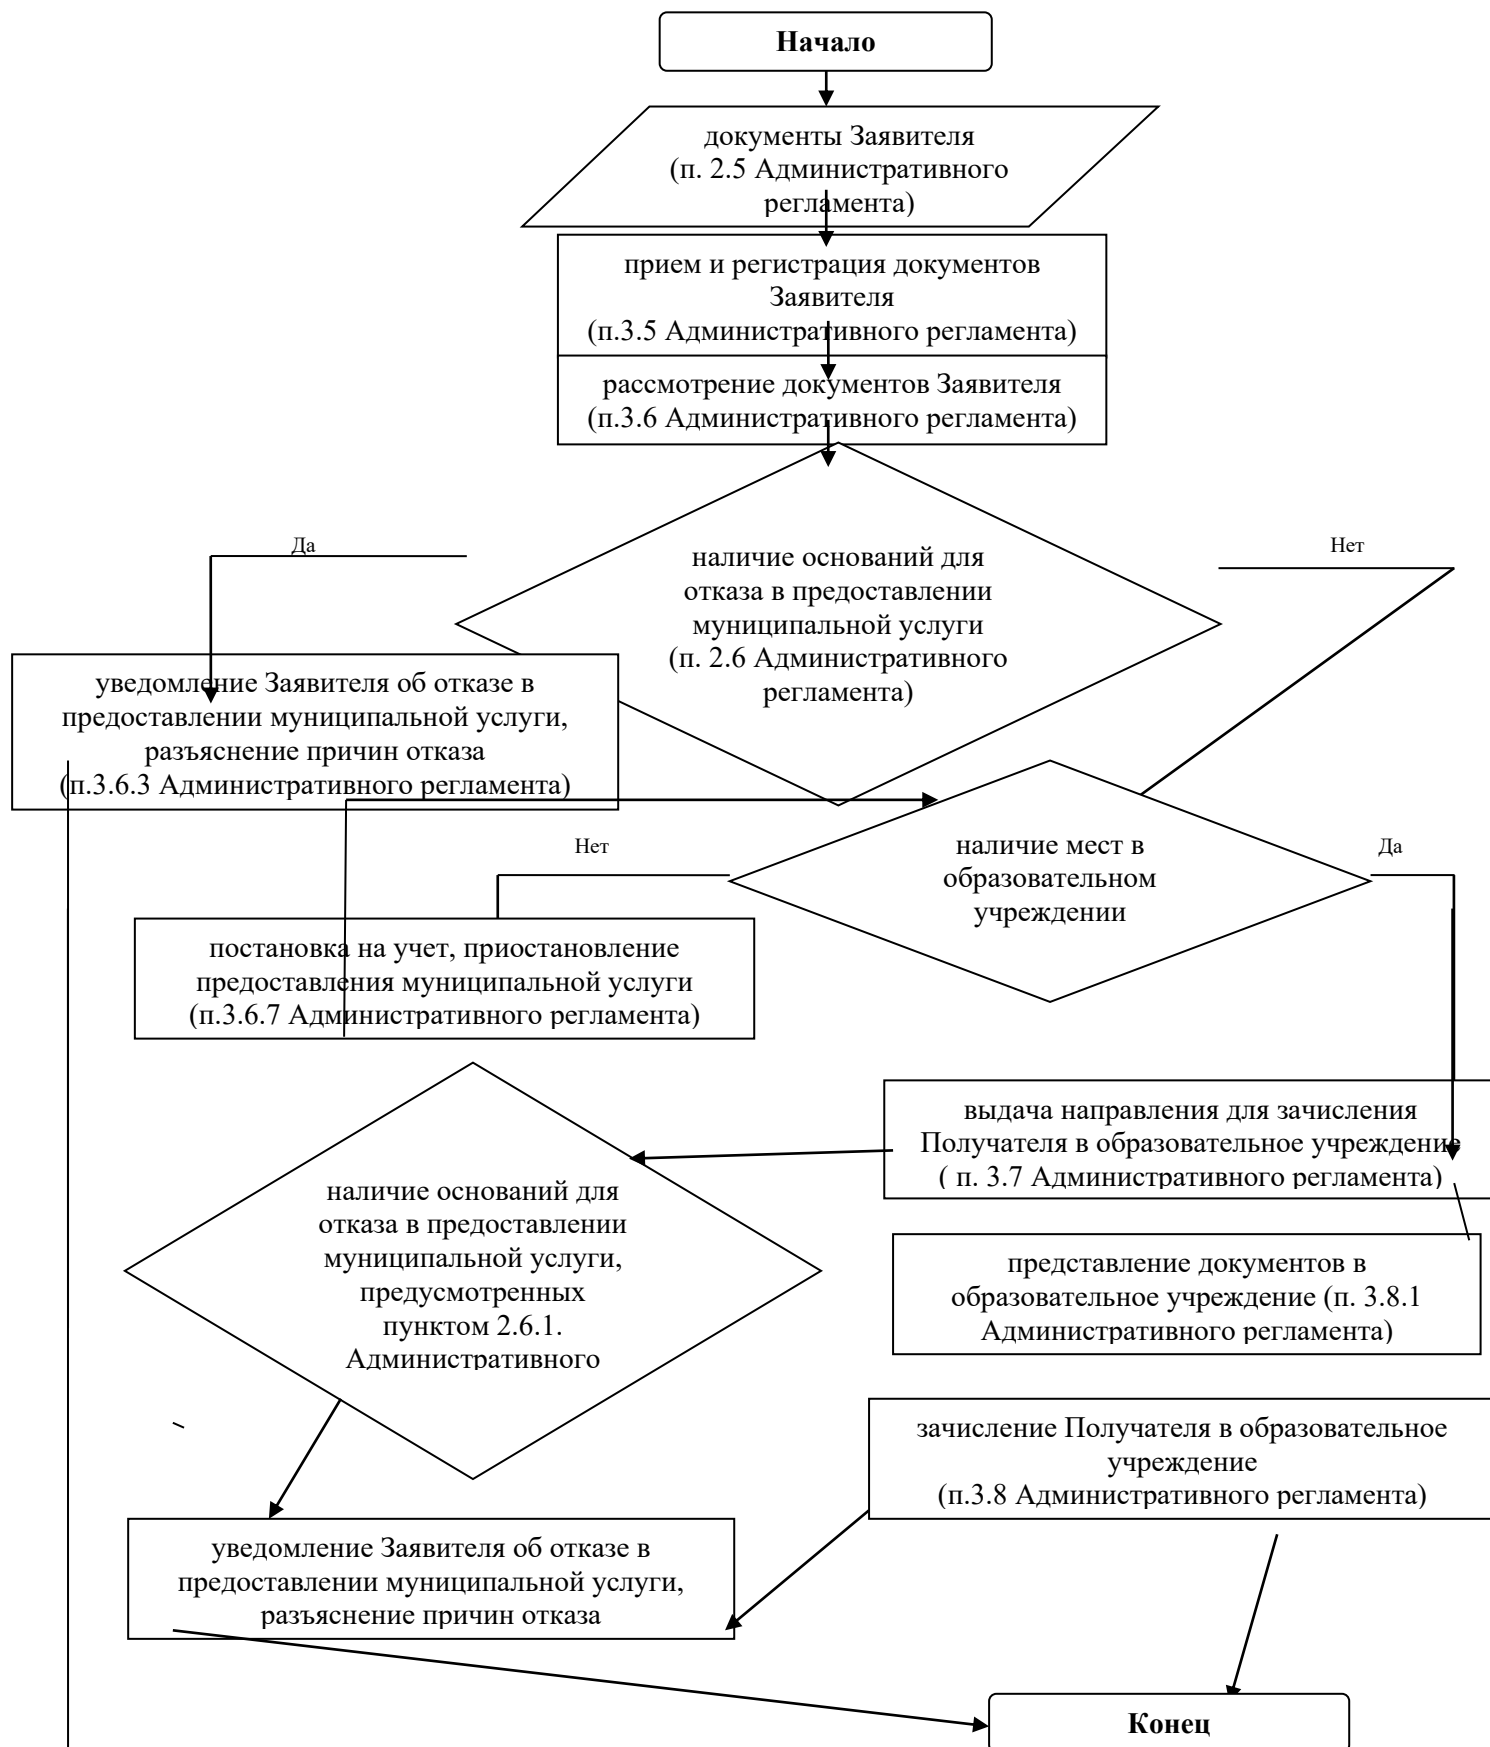 Начало
документы Заявителя
(п. 2.5 Административного
регламента)
прием и регистрация документов
Заявителя
(п.3.5 Административного регламента)
рассмотрение документов Заявителя
(п.3.6 Административного регламента)
Да
Нет
наличие оснований для
отказа в предоставлении
муниципальной услуги
(п. 2.6 Административного
регламента)
уведомление Заявителя об отказе в
предоставлении муниципальной услуги,
разъяснение причин отказа
(п.3.6.3 Административного регламента)
Нет
Да
наличие мест в
образовательном
учреждении
постановка на учет, приостановление
предоставления муниципальной услуги
(п.3.6.7 Административного регламента)
выдача направления для зачисления
Получателя в образовательное учреждение
( п. 3.7 Административного регламента)
наличие оснований для
отказа в предоставлении
муниципальной услуги,
предусмотренных
пунктом 2.6.1.
Административного
представление документов в
образовательное учреждение (п. 3.8.1
Административного регламента)
зачисление Получателя в образовательное
учреждение
(п.3.8 Административного регламента)
уведомление Заявителя об отказе в
предоставлении муниципальной услуги,
разъяснение причин отказа
Конец